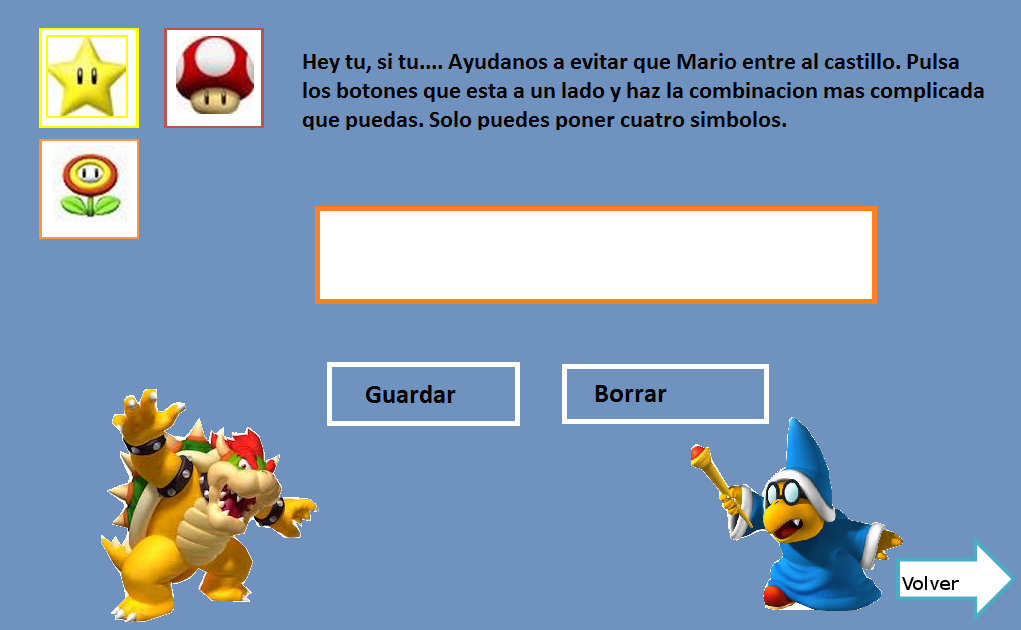 Hey tu, si tu.... Ayudanos a evitar que Mario entre al castillo. Pulsa
los botones que esta a un lado y haz la combinacion mas complicada
que puedas. Solo puedes poner cuatro simbolos.
Guardar
Borrar
Volver